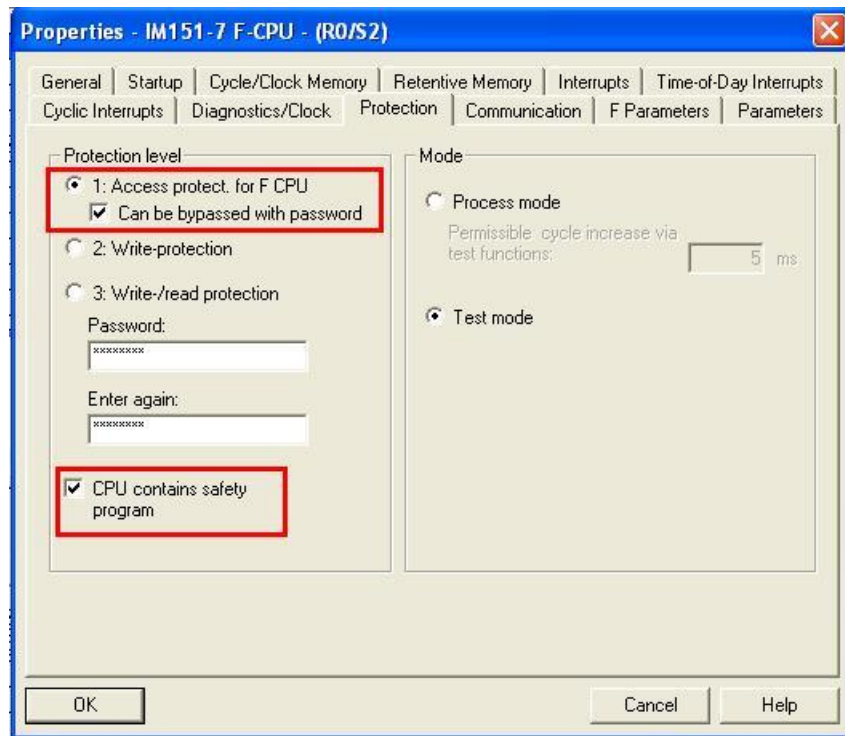 Properties - IM151-7 F-CPU - (R0/S2)
General Startup Cycle/Clock Memory Retentive Memory Interrupts Time-of-Day Interrupts
Cyclic Interrupts Diagnostics/Clock Protection Communication F Parameters Parameters
Protection level
1: Access protect. for F CPU
Can be bypassed with password
2: Write-protection
3: Write-/read protection
Password:
××××××××
Enter again:
××××××××
CPU contains safety
program
Mode
Process mode
Permissible cycle increase via
test functions:
5 ms
Test mode
OK Cancel Help